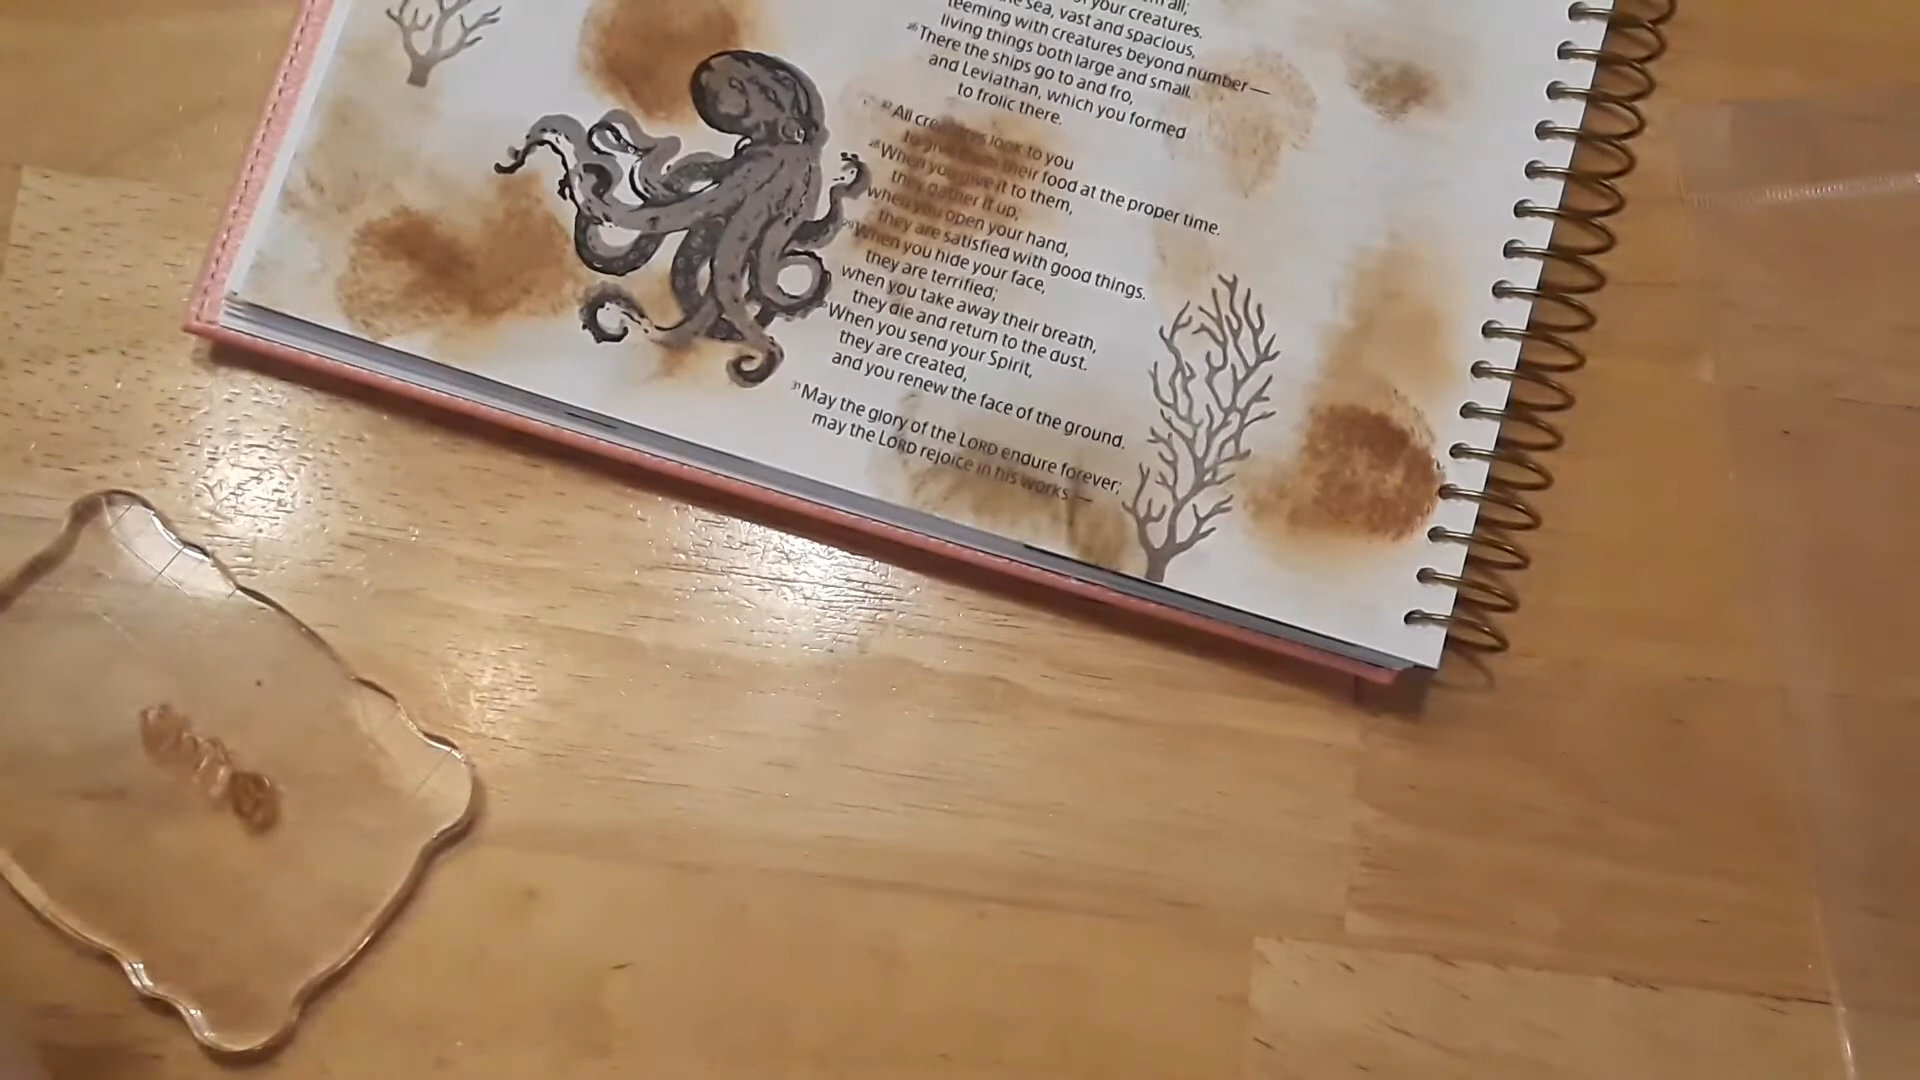 your creatures.
sea, vast and spacious,
teeming with creatures beyond number—
living things both large and small.
26 There the ships go to and fro,
and Leviathan, which you formed
to frolic there.
27 All creatures look to you
to give them their food at the proper time.
28 When you give it to them,
they gather it up;
when you open your hand,
they are satisfied with good things.
29 When you hide your face,
they are terrified;
when you take away their breath,
they die and return to the dust.
When you send your Spirit,
they are created,
and you renew the face of the ground.
31 May the glory of the LORD endure forever;
may the LORD rejoice in his works—